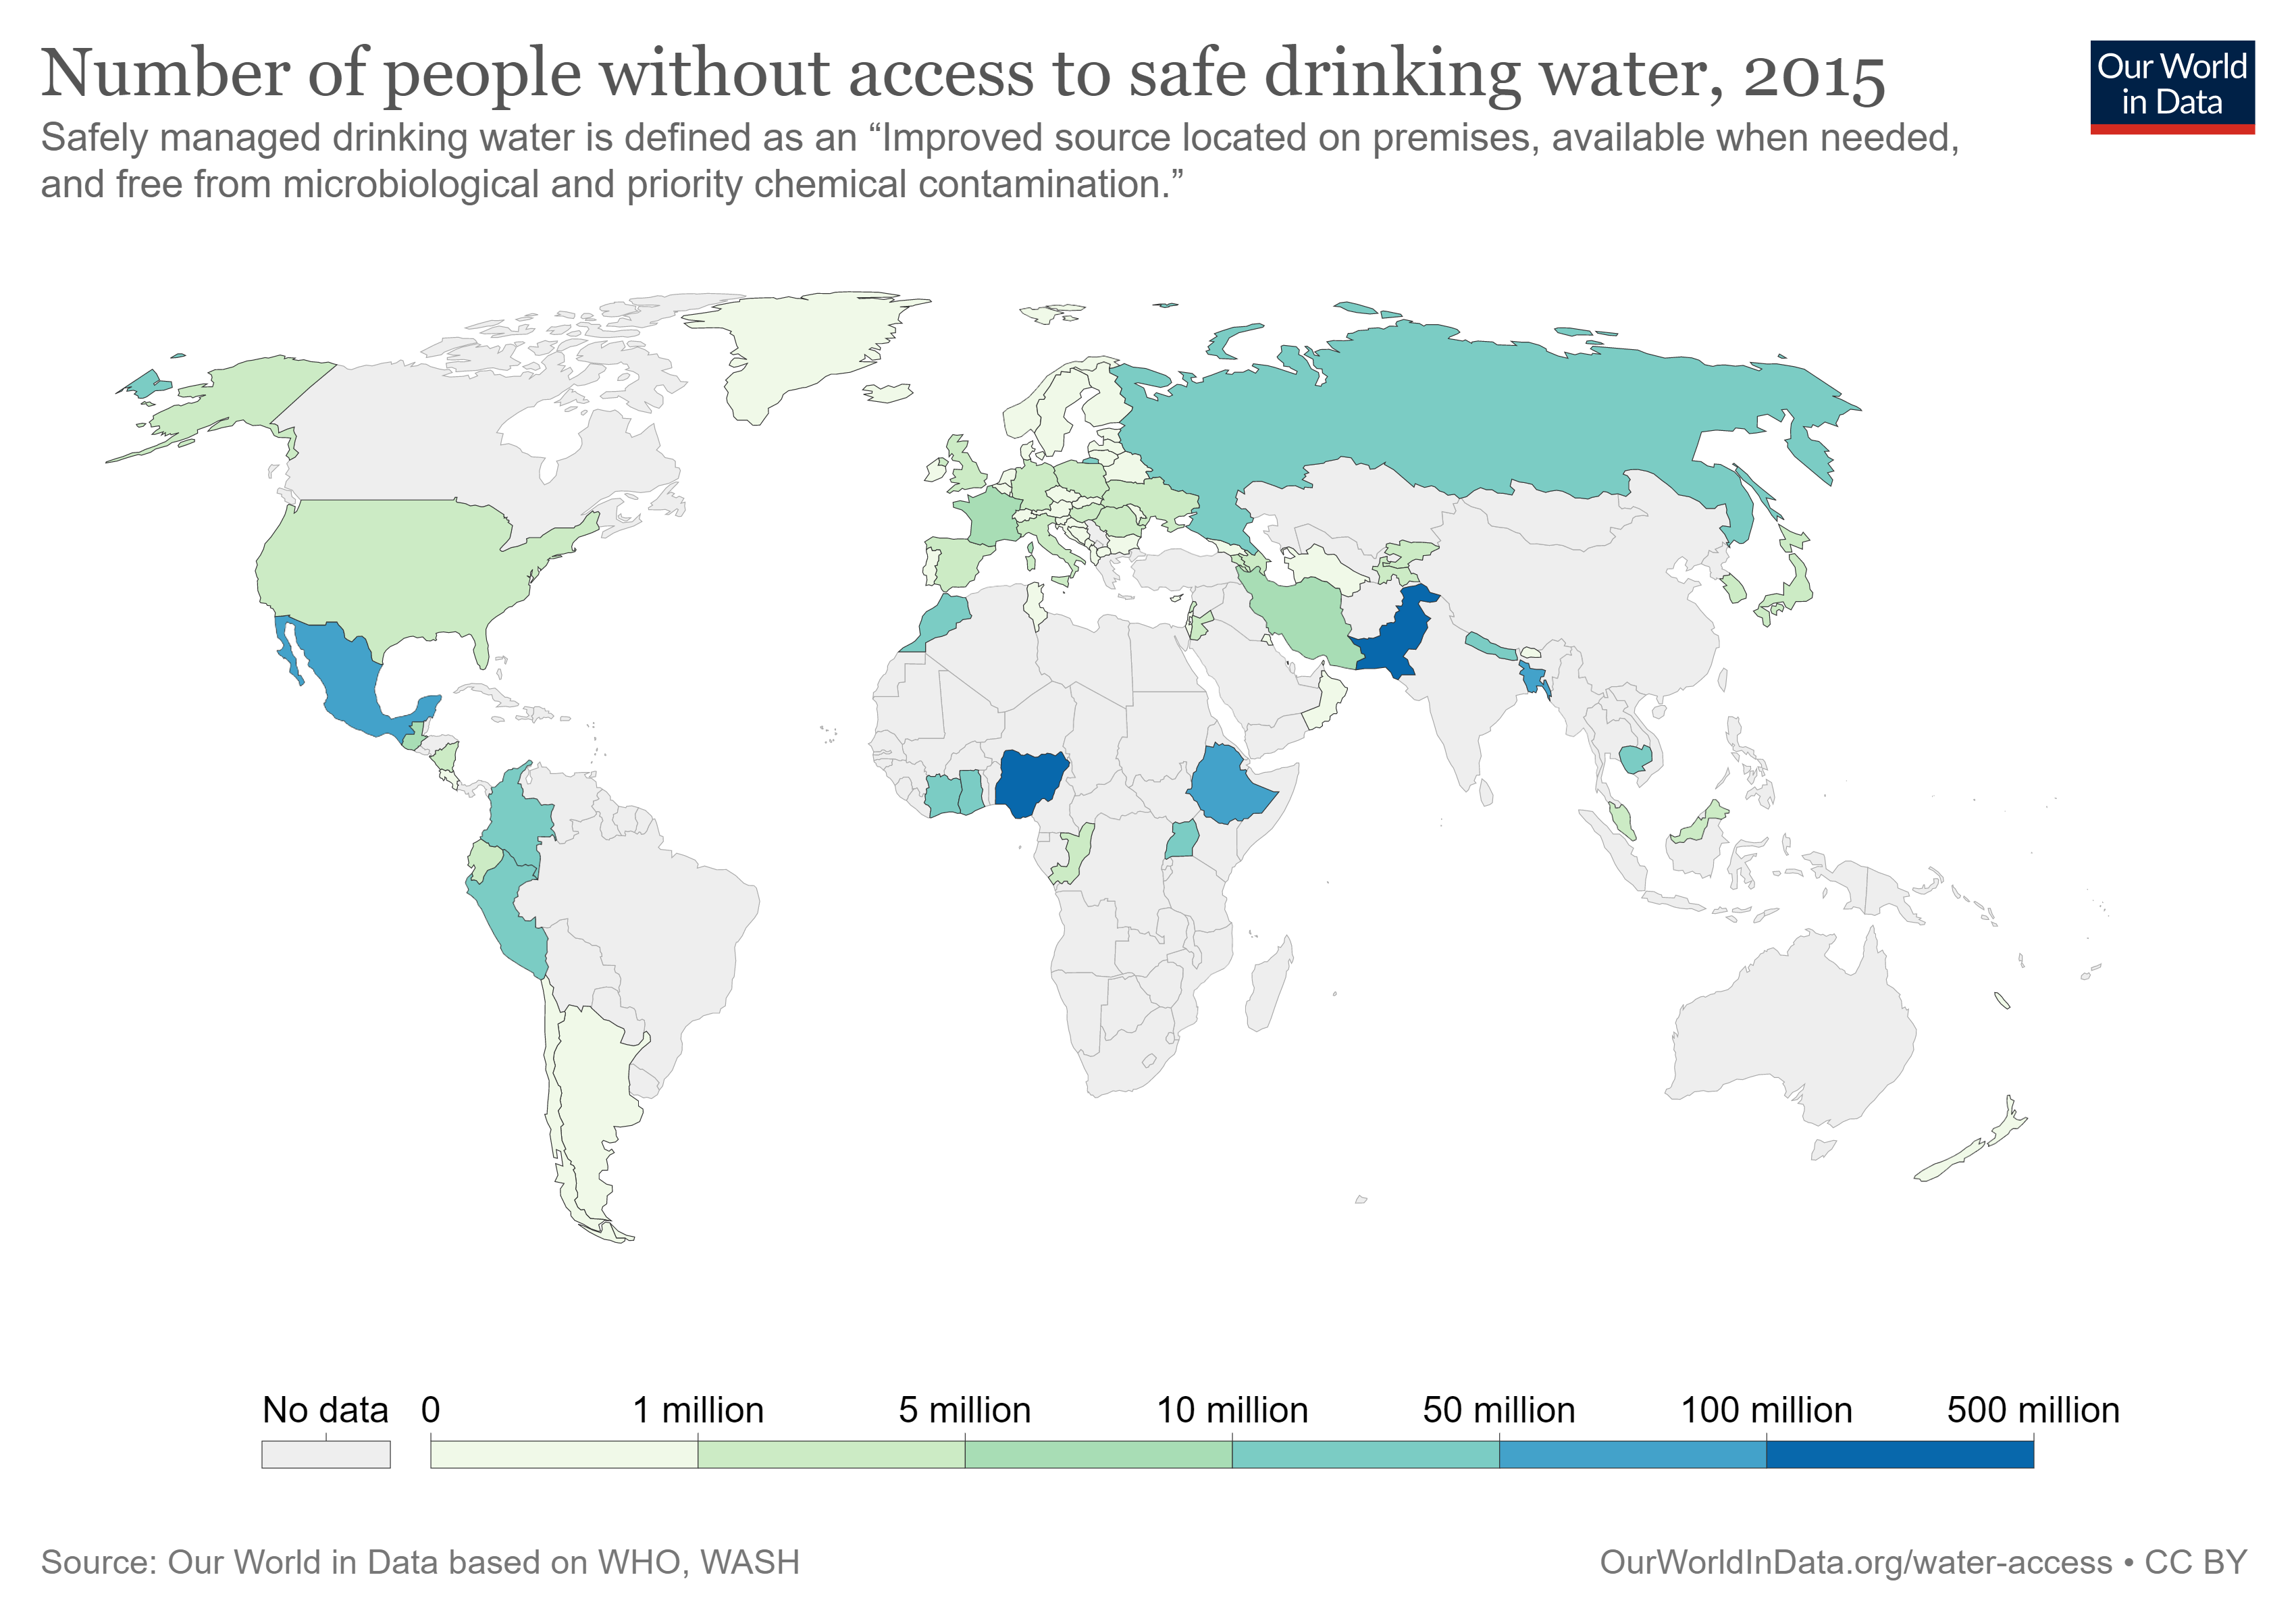 Number of people without access to safe drinking water, 2015
Our World
in Data
Safely managed drinking water is defined as an “Improved source located on premises, available when needed,
and free from microbiological and priority chemical contamination.”
No data
0
1 million
5 million
10 million
50 million
100 million
500 million
Source: Our World in Data based on WHO, WASH
OurWorldInData.org/water-access • CC BY